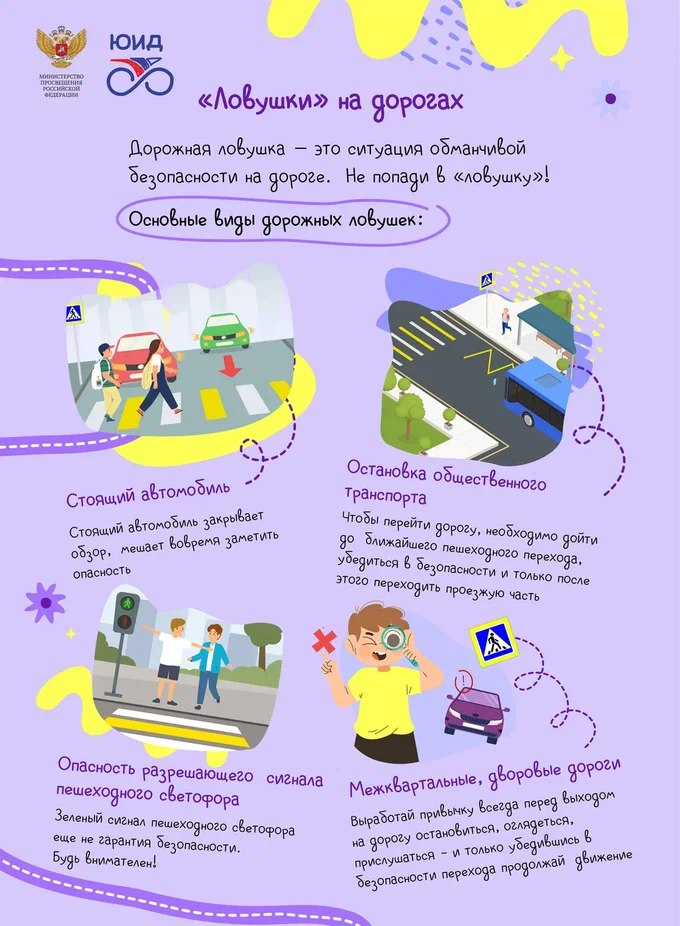 МИНИСТЕРСТВО
ПРОСВЕЩЕНИЯ
РОССИЙСКОЙ
ФЕДЕРАЦИИ
ЮИД
«Ловушки» на дорогах
Дорожная ловушка – это ситуация обманчивой
безопасности на дороге. Не попади в «ловушку»!
Основные виды дорожных ловушек:
Стоящий автомобиль
Стоящий автомобиль закрывает
обзор, мешает вовремя заметить
опасность
Остановка общественного
транспорта
Чтобы перейти дорогу, необходимо дойти
до ближайшего пешеходного перехода,
убедиться в безопасности и только после
этого переходить проезжую часть
Опасность разрешающего сигнала
пешеходного светофора
Зеленый сигнал пешеходного светофора
еще не гарантия безопасности.
Будь внимателен!
Межквартальные, дворовые дороги
Выработай привычку всегда перед выходом
на дорогу остановиться, оглядеться,
прислушаться - и только убедившись в
безопасности перехода продолжай движение